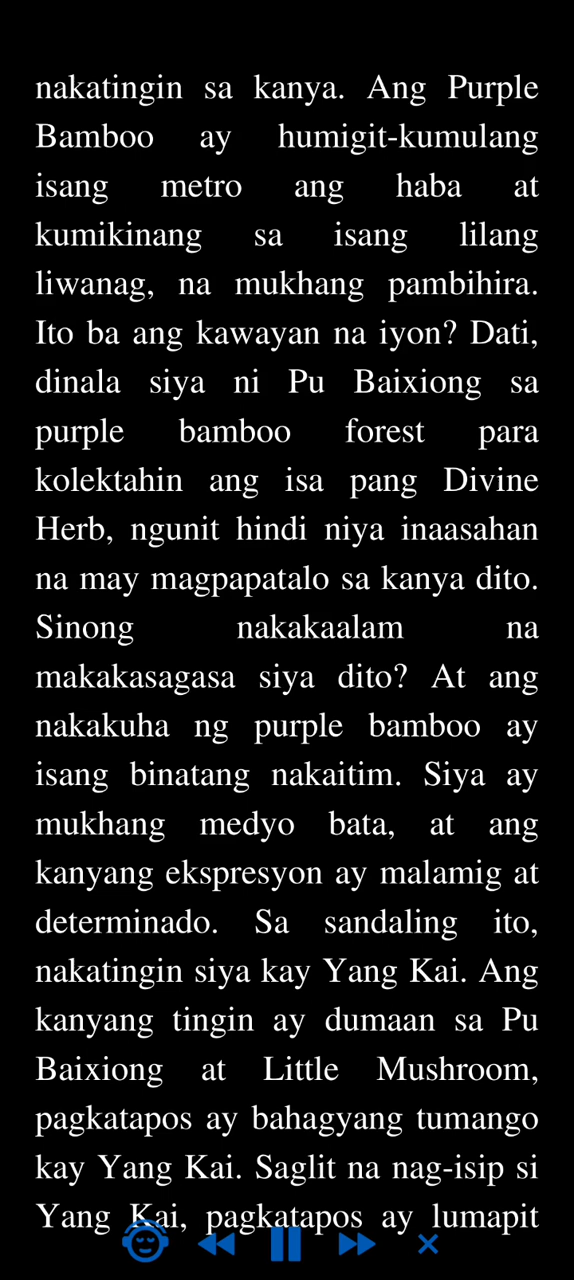 nakatingin sa kanya. Ang Purple
Bamboo ay humigit-kumulang
isang metro ang haba at
kumikinang sa isang lilang
liwanag, na mukhang pambihira.
Ito ba ang kawayan na iyon? Dati,
dinala siya ni Pu Baixiong sa
purple bamboo forest para
kolektahin ang isa pang Divine
Herb, ngunit hindi niya inaasahan
na may magpapatalo sa kanya dito.
Sinong nakakaalam na
makakasagasa siya dito? At ang
nakakuha ng purple bamboo ay
isang binatang nakaitim. Siya ay
mukhang medyo bata, at ang
kanyang ekspresyon ay malamig at
determinado. Sa sandaling ito,
nakatingin siya kay Yang Kai. Ang
kanyang tingin ay dumaan sa Pu
Baixiong at Little Mushroom,
pagkatapos ay bahagyang tumango
kay Yang Kai. Saglit na nag-isip si
Yang Kai, pagkatapos ay lumapit